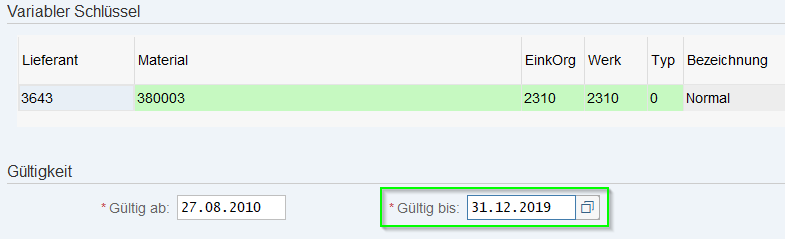 Variabler Schlüssel
Lieferant Material EinkOrg Werk Typ Bezeichnung
3643 380003 2310 2310 0 Normal
Gültigkeit
* Gültig ab: 27.08.2010 * Gültig bis: 31.12.2019